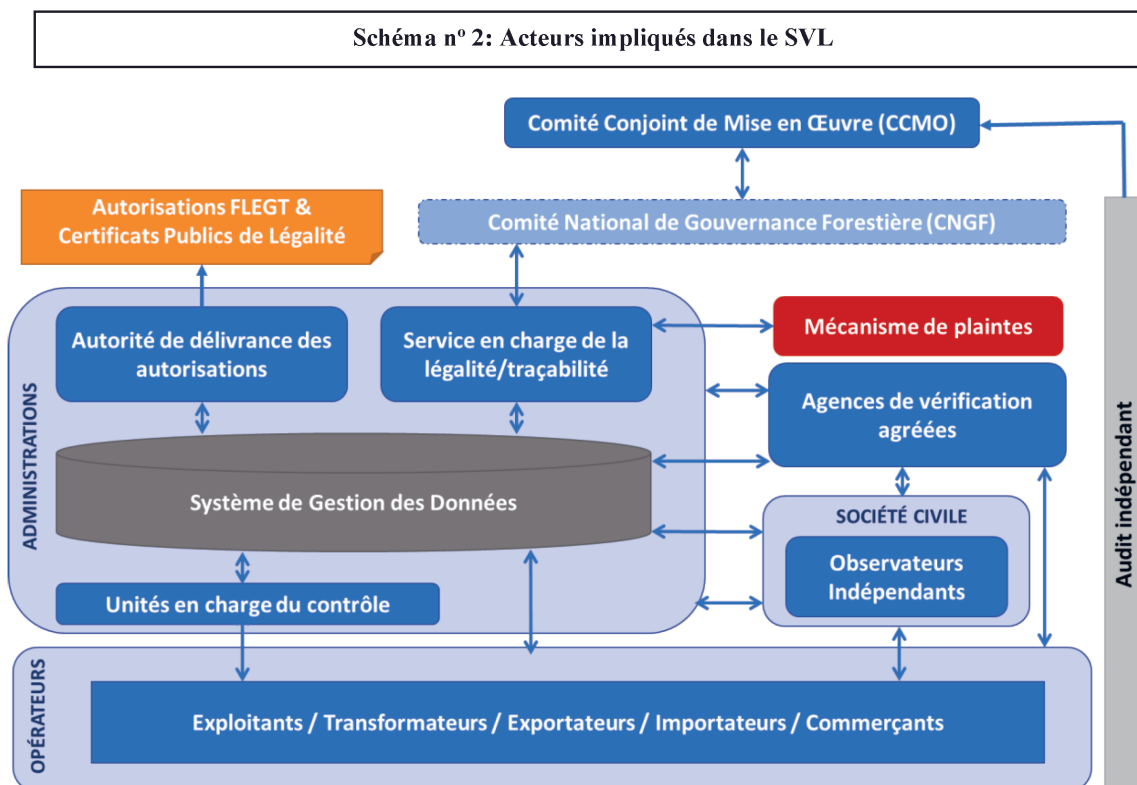 Schéma nº 2: Acteurs impliqués dans le SVL
Comité Conjoint de Mise en Œuvre (CCMO)
Autorisations FLEGT &
Certificats Publics de Légalité
Comité National de Gouvernance Forestière (CNGF)
ADMINISTRATIONS
Autorité de délivrance des
autorisations
Service en charge de la
légalité/traçabilité
Mécanisme de plaintes
Agences de vérification
agréées
Système de Gestion des Données
SOCIÉTÉ CIVILE
Observateurs
Indépendants
Unités en charge du contrôle
Audit indépendant
OPÉRATEURS
Exploitants / Transformateurs / Exportateurs / Importateurs / Commerçants